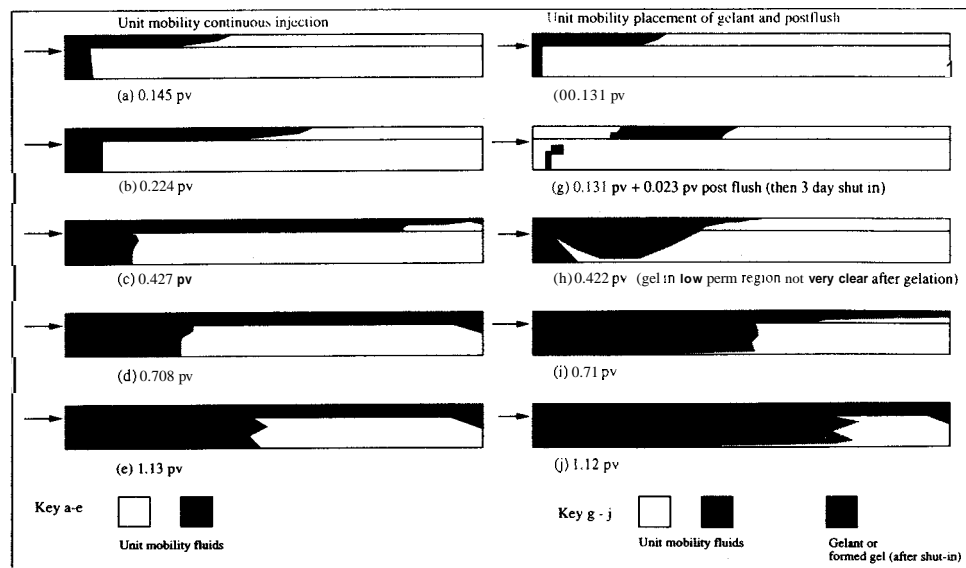 Unit mobility continuous injection
(a) 0.145 pv
(b) 0.224 pv
(c) 0.427 pv
(d) 0.708 pv
(e) 1.13 pv
Key a-e
Unit mobility fluids
Unit mobility placement of gelant and postflush
(00.131 pv
(g) 0.131 pv + 0.023 pv post flush (then 3 day shut in)
(h) 0.422 pv (gel in low perm region not very clear after gelation)
(i) 0.71 pv
(j) 1.12 pv
Key g - j
Unit mobility fluids
Gelant or
formed gel (after shut-in)